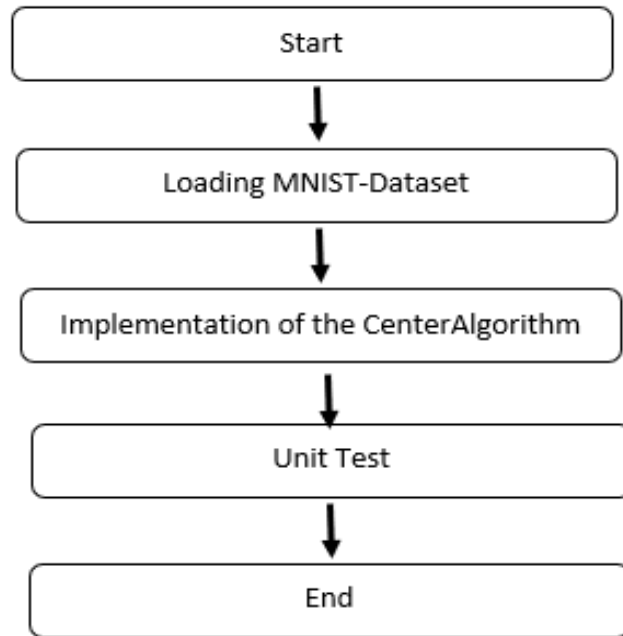 Start
Loading MNIST-Dataset
Implementation of the CenterAlgorithm
Unit Test
End